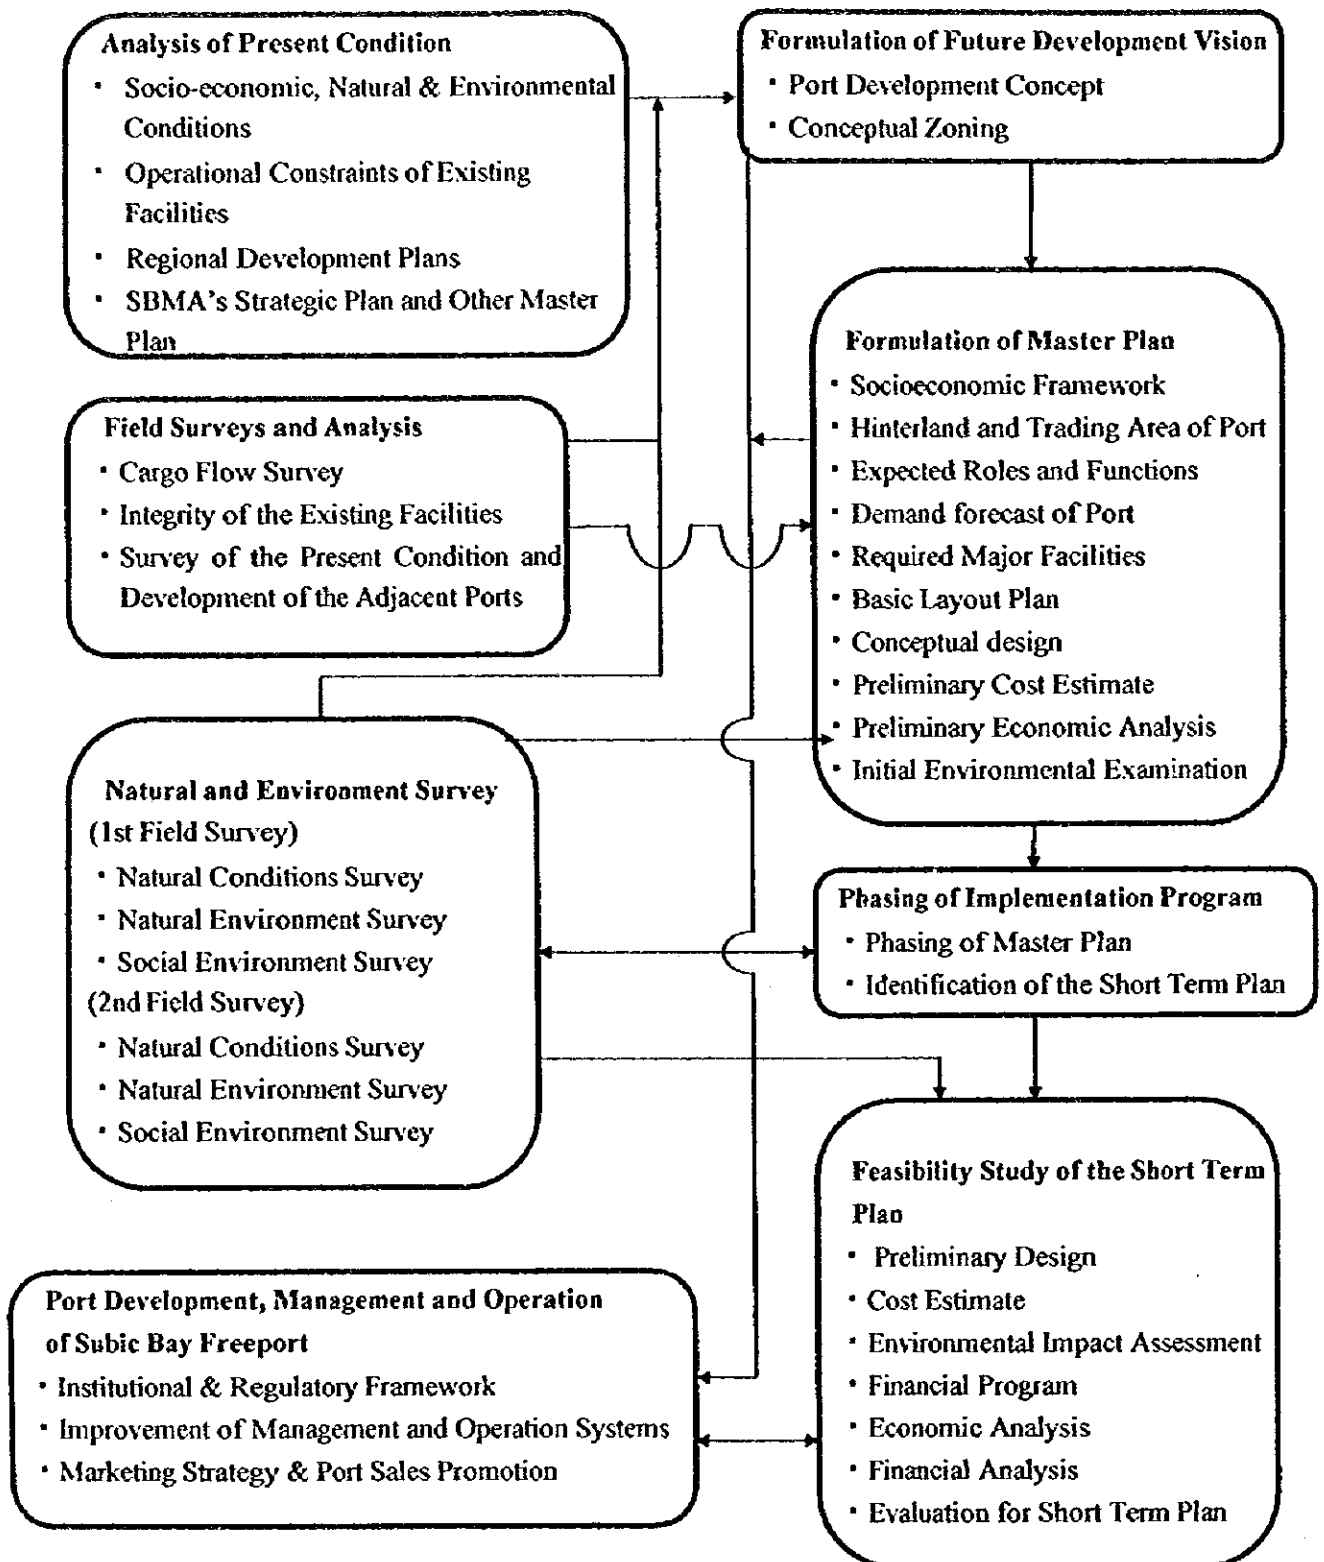 Analysis of Present Condition
· Socio-economic, Natural & Environmental
Conditions
· Operational Constraints of Existing
Facilities
· Regional Development Plans
· SBMA's Strategic Plan and Other Master
Plan
Formulation of Future Development Vision
· Port Development Concept
· Conceptual Zoning
Field Surveys and Analysis
· Cargo Flow Survey
· Integrity of the Existing Facilities
· Survey of the Present Condition and
Development of the Adjacent Ports
Formulation of Master Plan
· Socioeconomic Framework
· Hinterland and Trading Area of Port
· Expected Roles and Functions
· Demand forecast of Port
· Required Major Facilities
· Basic Layout Plan
· Conceptual design
· Preliminary Cost Estimate
· Preliminary Economic Analysis
· Initial Environmental Examination
Natural and Environment Survey
(1st Field Survey)
· Natural Conditions Survey
· Natural Environment Survey
· Social Environment Survey
(2nd Field Survey)
· Natural Conditions Survey
· Natural Environment Survey
· Social Environment Survey
Phasing of Implementation Program
· Phasing of Master Plan
· Identification of the Short Term Plan
Port Development, Management and Operation
of Subic Bay Freeport
· Institutional & Regulatory Framework
· Improvement of Management and Operation Systems
· Marketing Strategy & Port Sales Promotion
Feasibility Study of the Short Term
Plan
· Preliminary Design
· Cost Estimate
· Environmental Impact Assessment
· Financial Program
· Economic Analysis
· Financial Analysis
· Evaluation for Short Term Plan